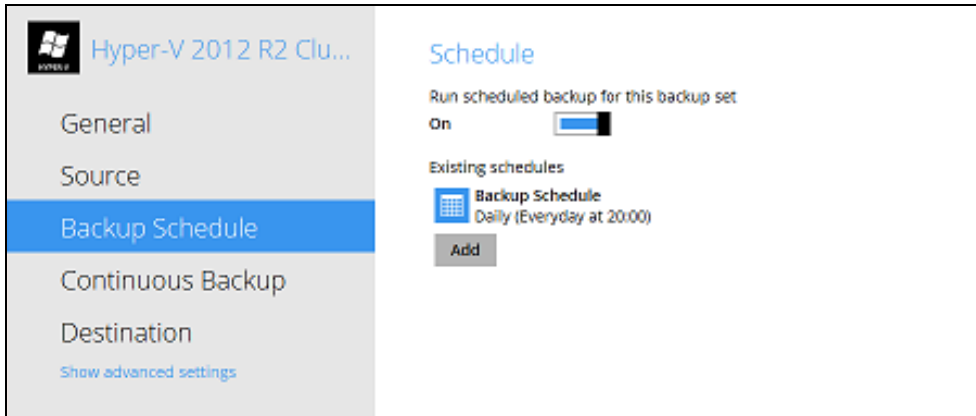 Hyper-V 2012 R2 Clu...
HYPER-V
General
Source
Backup Schedule
Continuous Backup
Destination
Show advanced settings
Schedule
Run scheduled backup for this backup set
On
Existing schedules
Backup Schedule
Daily (Everyday at 20:00)
Add